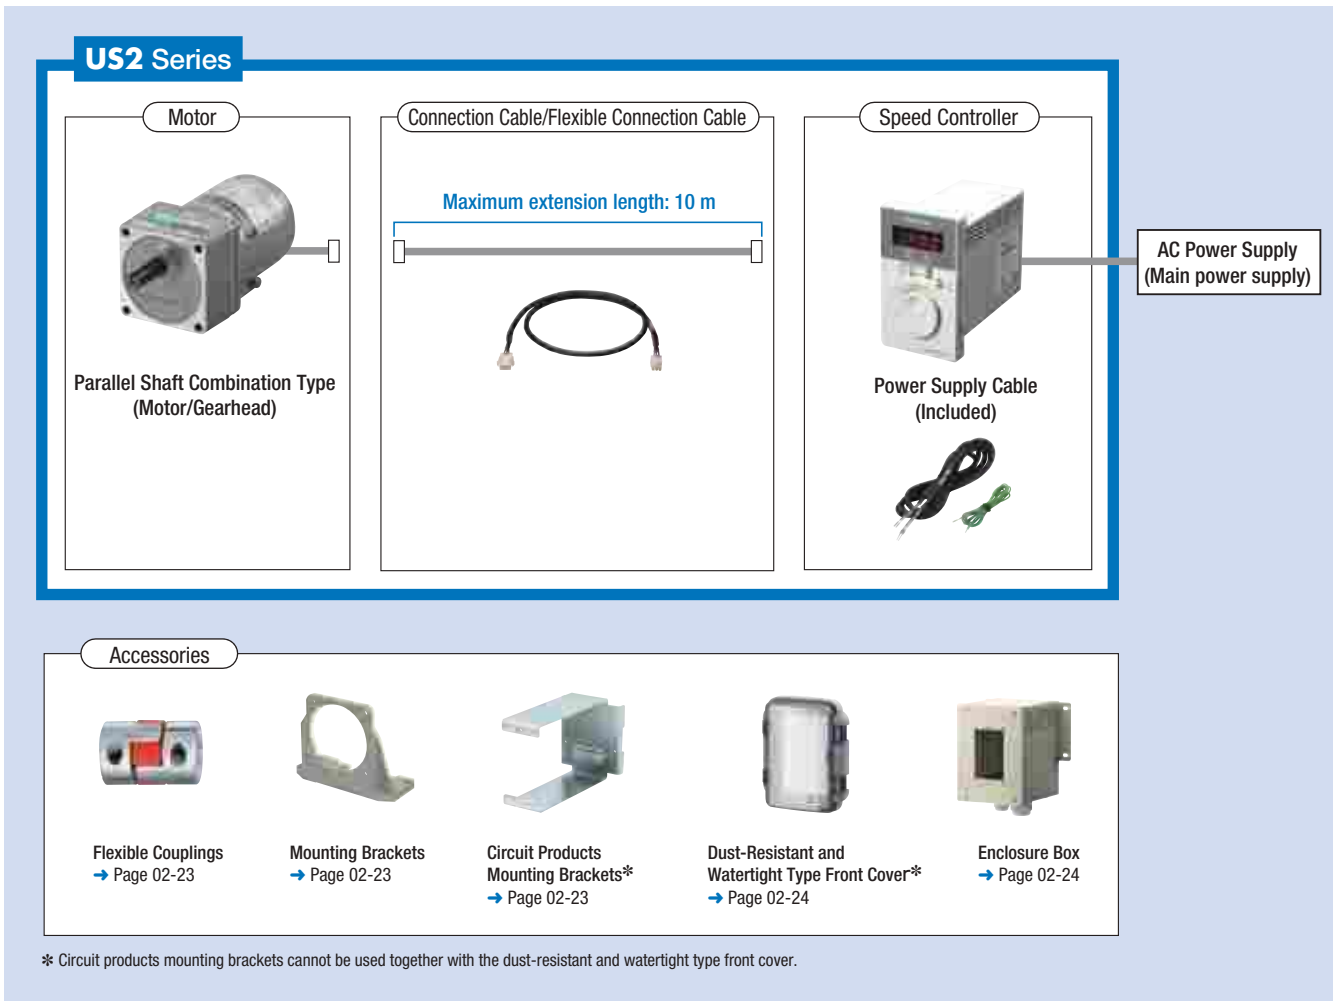 US2 Series
Motor
Connection Cable/Flexible Connection Cable
Speed Controller
Maximum extension length: 10 m
AC Power Supply
(Main power supply)
Parallel Shaft Combination Type
(Motor/Gearhead)
Power Supply Cable
(Included)
Accessories
Flexible Couplings
➜ Page 02-23
Mounting Brackets
➜ Page 02-23
Circuit Products
Mounting Brackets✽
➜ Page 02-23
Dust-Resistant and
Watertight Type Front Cover✽
➜ Page 02-24
Enclosure Box
➜ Page 02-24
✽ Circuit products mounting brackets cannot be used together with the dust-resistant and watertight type front cover.